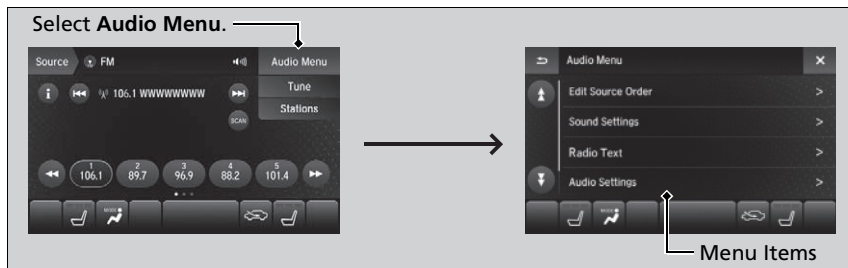 Select Audio Menu.
Source FM Audio Menu
i 106.1 WWWWWWWW Tune
Stations
SCAN
1 2 3 4 5
106.1 89.7 96.9 88.2 101.4
MODE
Audio Menu
Edit Source Order
Sound Settings
Radio Text
Audio Settings
MODE
Menu Items